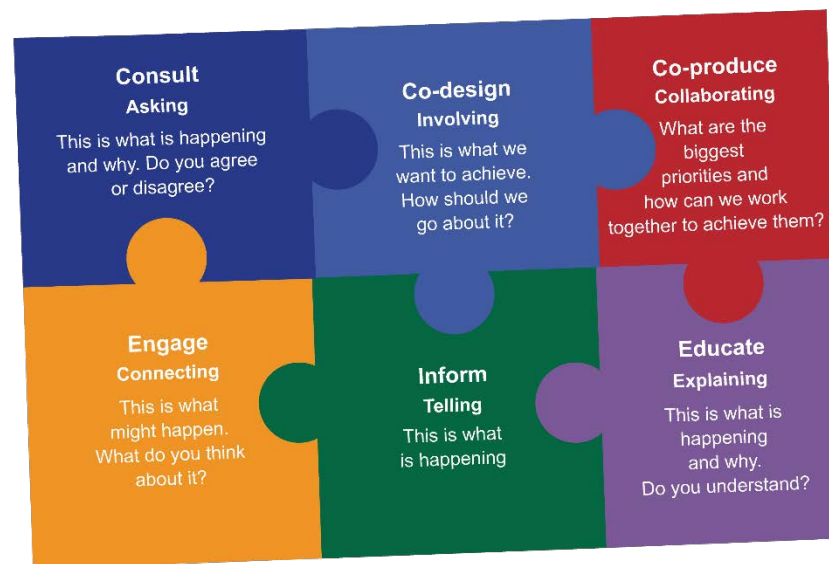 Consult
Asking
This is what is happening
and why. Do you agree
or disagree?
Co-design
Involving
This is what we
want to achieve.
How should we
go about it?
Co-produce
Collaborating
What are the
biggest
priorities and
how can we work
together to achieve them?
Engage
Connecting
This is what
might happen.
What do you think
about it?
Inform
Telling
This is what
is happening
Educate
Explaining
This is what is
happening
and why.
Do you understand?